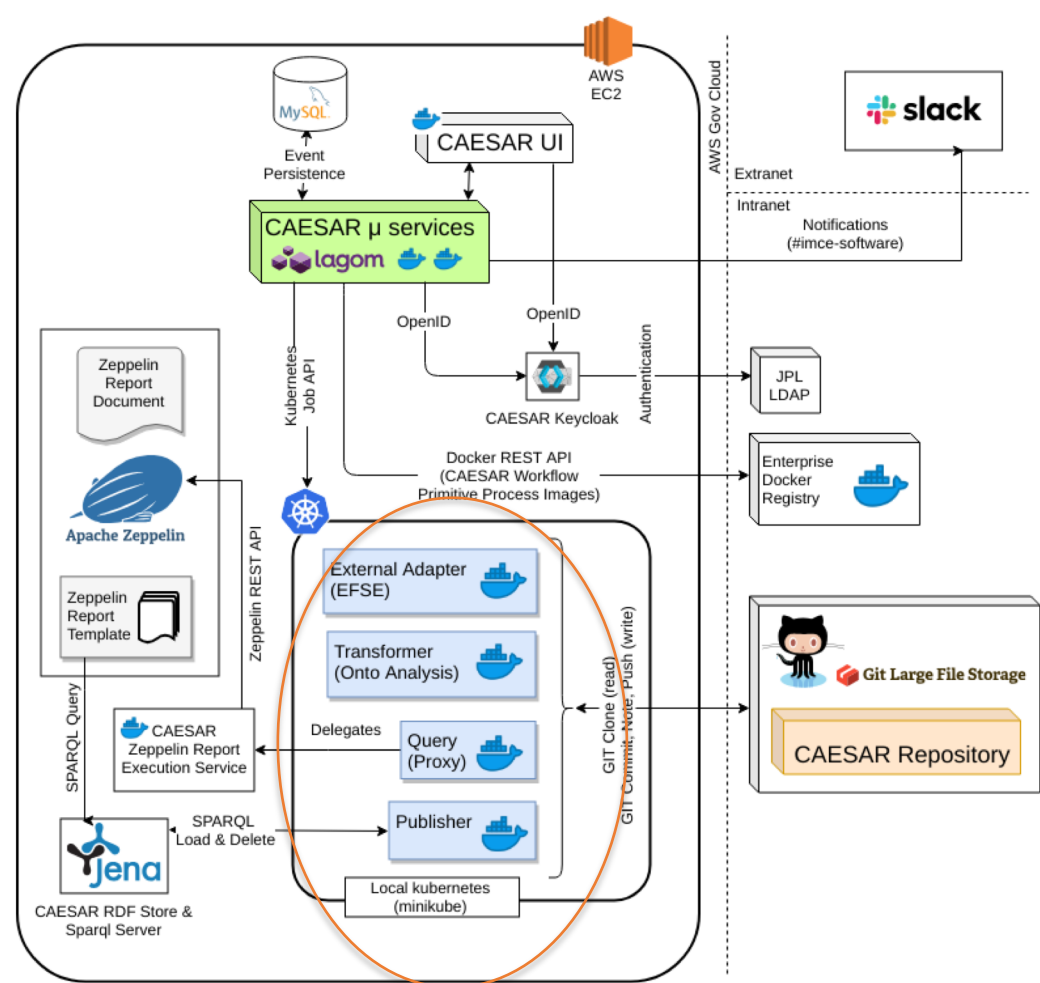 AWS
EC2
MySQL
Event
Persistence
CAESAR UI
AWS Gov Cloud
slack
Extranet
Intranet
Notifications
(#imce-software)
CAESAR µ services
lagom
OpenID
OpenID
Kubernetes
Job API
CAESAR Keycloak
Authentication
JPL
LDAP
Zeppelin
Report
Document
Apache Zeppelin
Zeppelin
Report
Template
Zeppelin REST API
Docker REST API
(CAESAR Workflow
Primitive Process Images)
Enterprise
Docker
Registry
External Adapter
(EFSE)
Transformer
(Onto Analysis)
Query
(Proxy)
Publisher
Delegates
GIT Clone (read)
GIT Commit, Note, Push (write)
Git Large File Storage
CAESAR Repository
SPARQL Query
CAESAR
Zeppelin Report
Execution Service
SPARQL
Load & Delete
Jena
CAESAR RDF Store &
Sparql Server
Local kubernetes
(minikube)